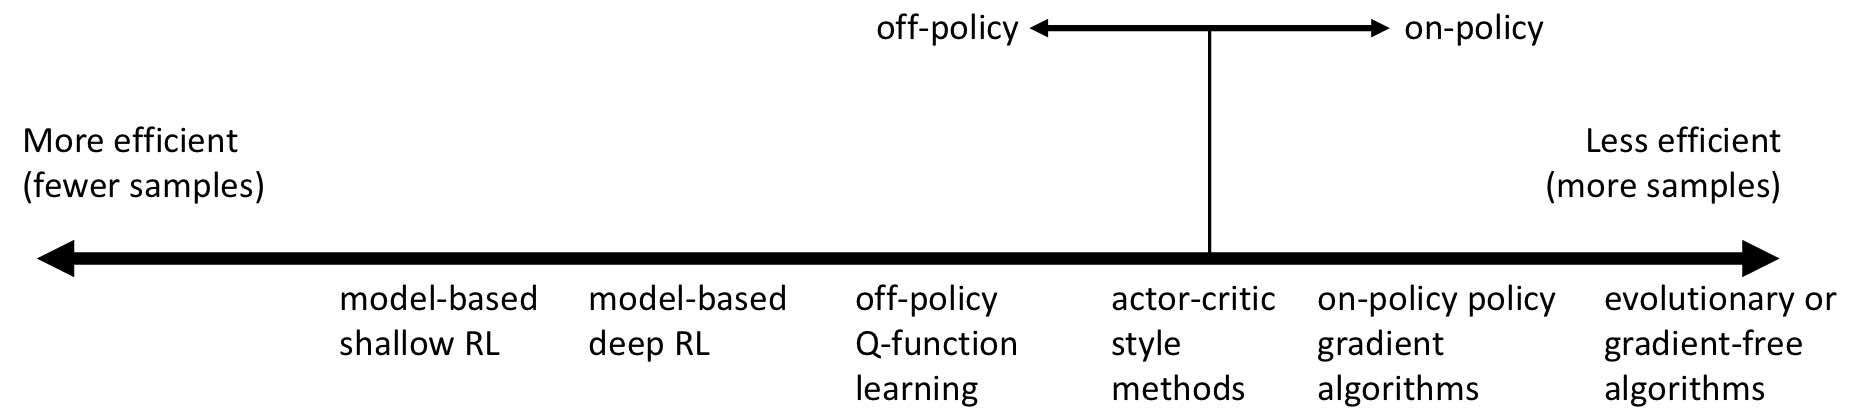 off-policy
on-policy
More efficient
(fewer samples)
Less efficient
(more samples)
model-based
shallow RL
model-based
deep RL
off-policy
Q-function
learning
actor-critic
style
methods
on-policy policy
gradient
algorithms
evolutionary or
gradient-free
algorithms